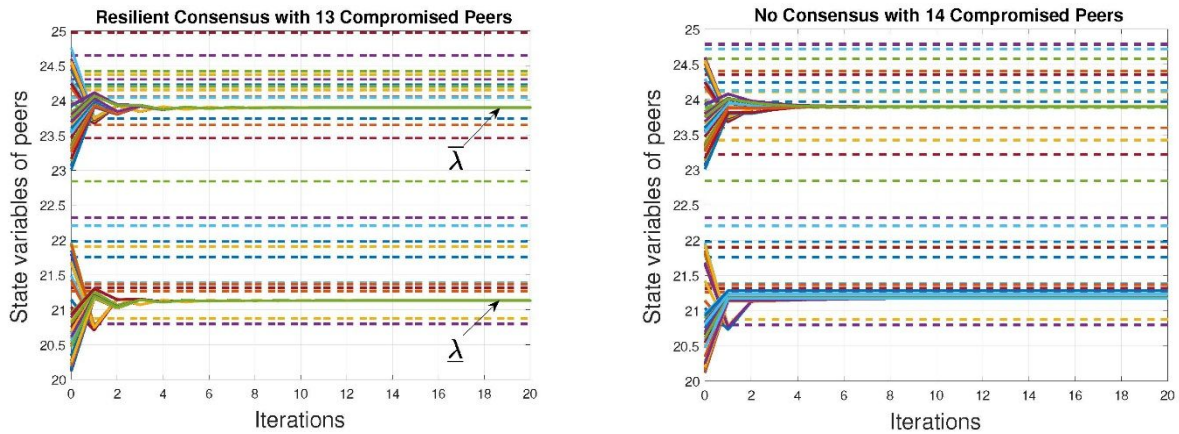 Resilient Consensus with 13 Compromised Peers
State variables of peers
25
24.5
24
23.5
23
22.5
22
21.5
21
20.5
20
λ̅
λ̲
0 2 4 6 8 10 12 14 16 18 20
Iterations
No Consensus with 14 Compromised Peers
State variables of peers
25
24.5
24
23.5
23
22.5
22
21.5
21
20.5
20
0 2 4 6 8 10 12 14 16 18 20
Iterations